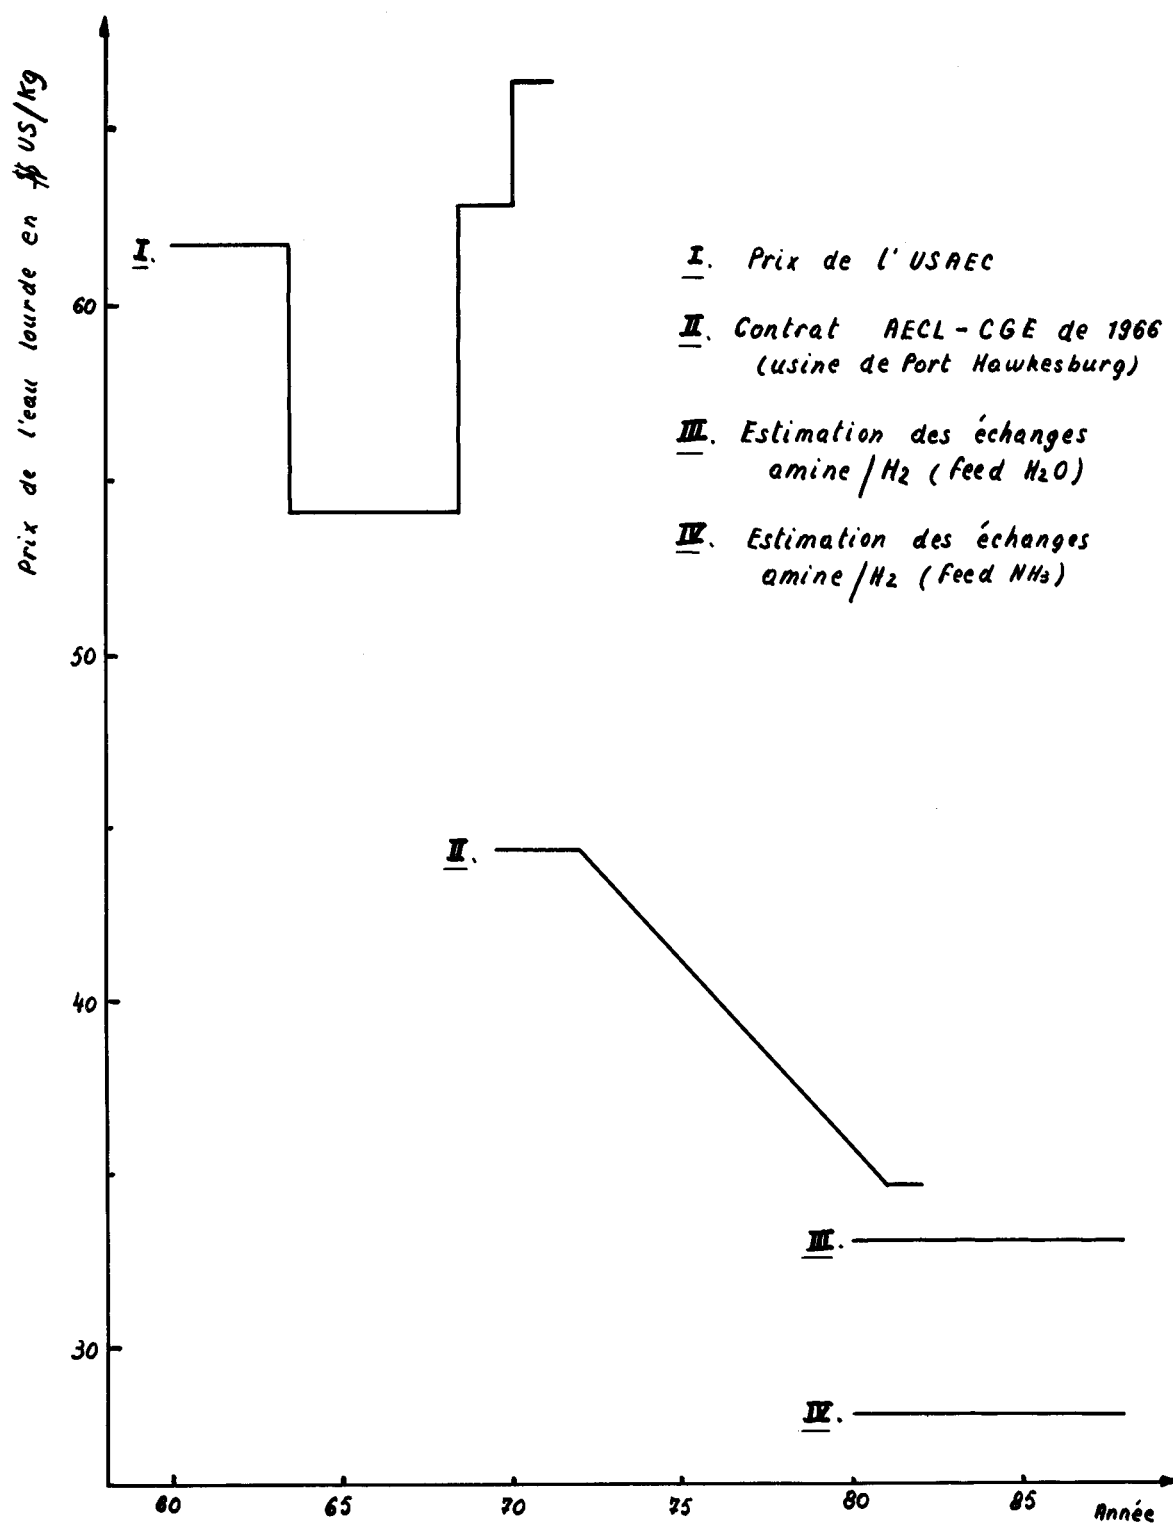 Prix de l'eau lourde en $ US/Kg
60
50
40
30
I.
II.
III.
IV.
I. Prix de l'USAEC
II. Contrat AECL-CGE de 1966
(usine de Port Hawkesburg)
III. Estimation des échanges
amine/H2 (feed H2O)
IV. Estimation des échanges
amine/H2 (feed NH3)
60 65 70 75 80 85 Année